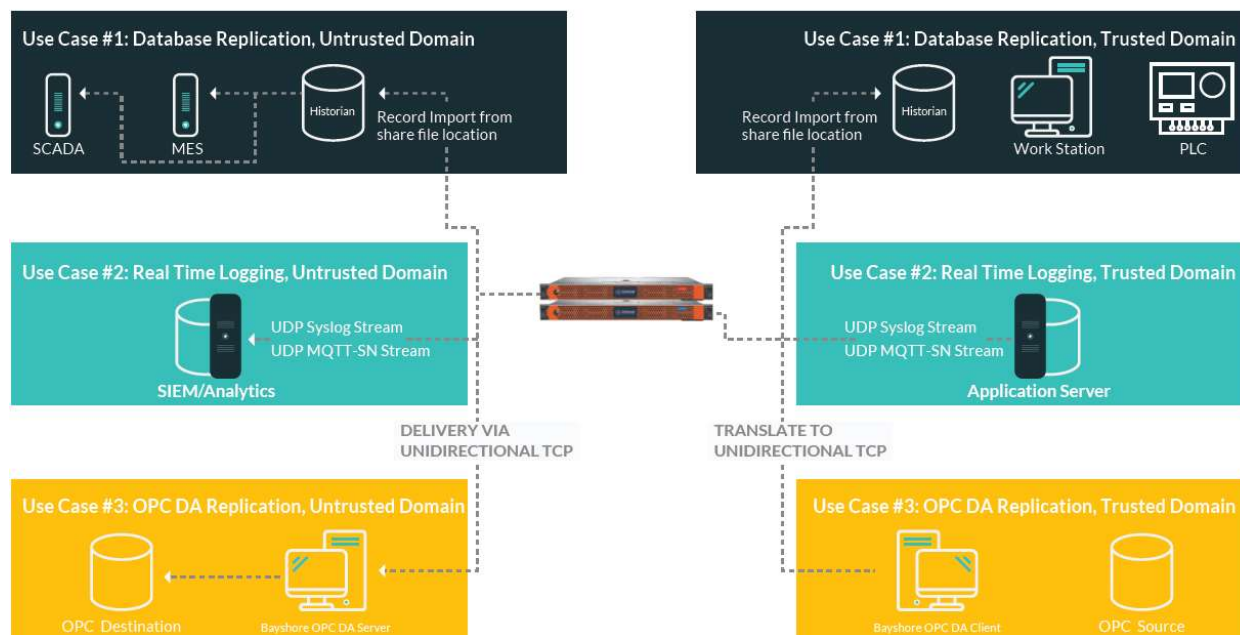 Use Case #1: Database Replication, Untrusted Domain
Historian
Record Import from
share file location
SCADA
MES
Use Case #1: Database Replication, Trusted Domain
Record Import from
share file location
Historian
Work Station
PLC
Use Case #2: Real Time Logging, Untrusted Domain
UDP Syslog Stream
UDP MQTT-SN Stream
SIEM/Analytics
Use Case #2: Real Time Logging, Trusted Domain
UDP Syslog Stream
UDP MQTT-SN Stream
Application Server
DELIVERY VIA
UNIDIRECTIONAL TCP
TRANSLATE TO
UNIDIRECTIONAL TCP
Use Case #3: OPC DA Replication, Untrusted Domain
OPC Destination
Bayshore OPC DA Server
Use Case #3: OPC DA Replication, Trusted Domain
Bayshore OPC DA Client
OPC Source